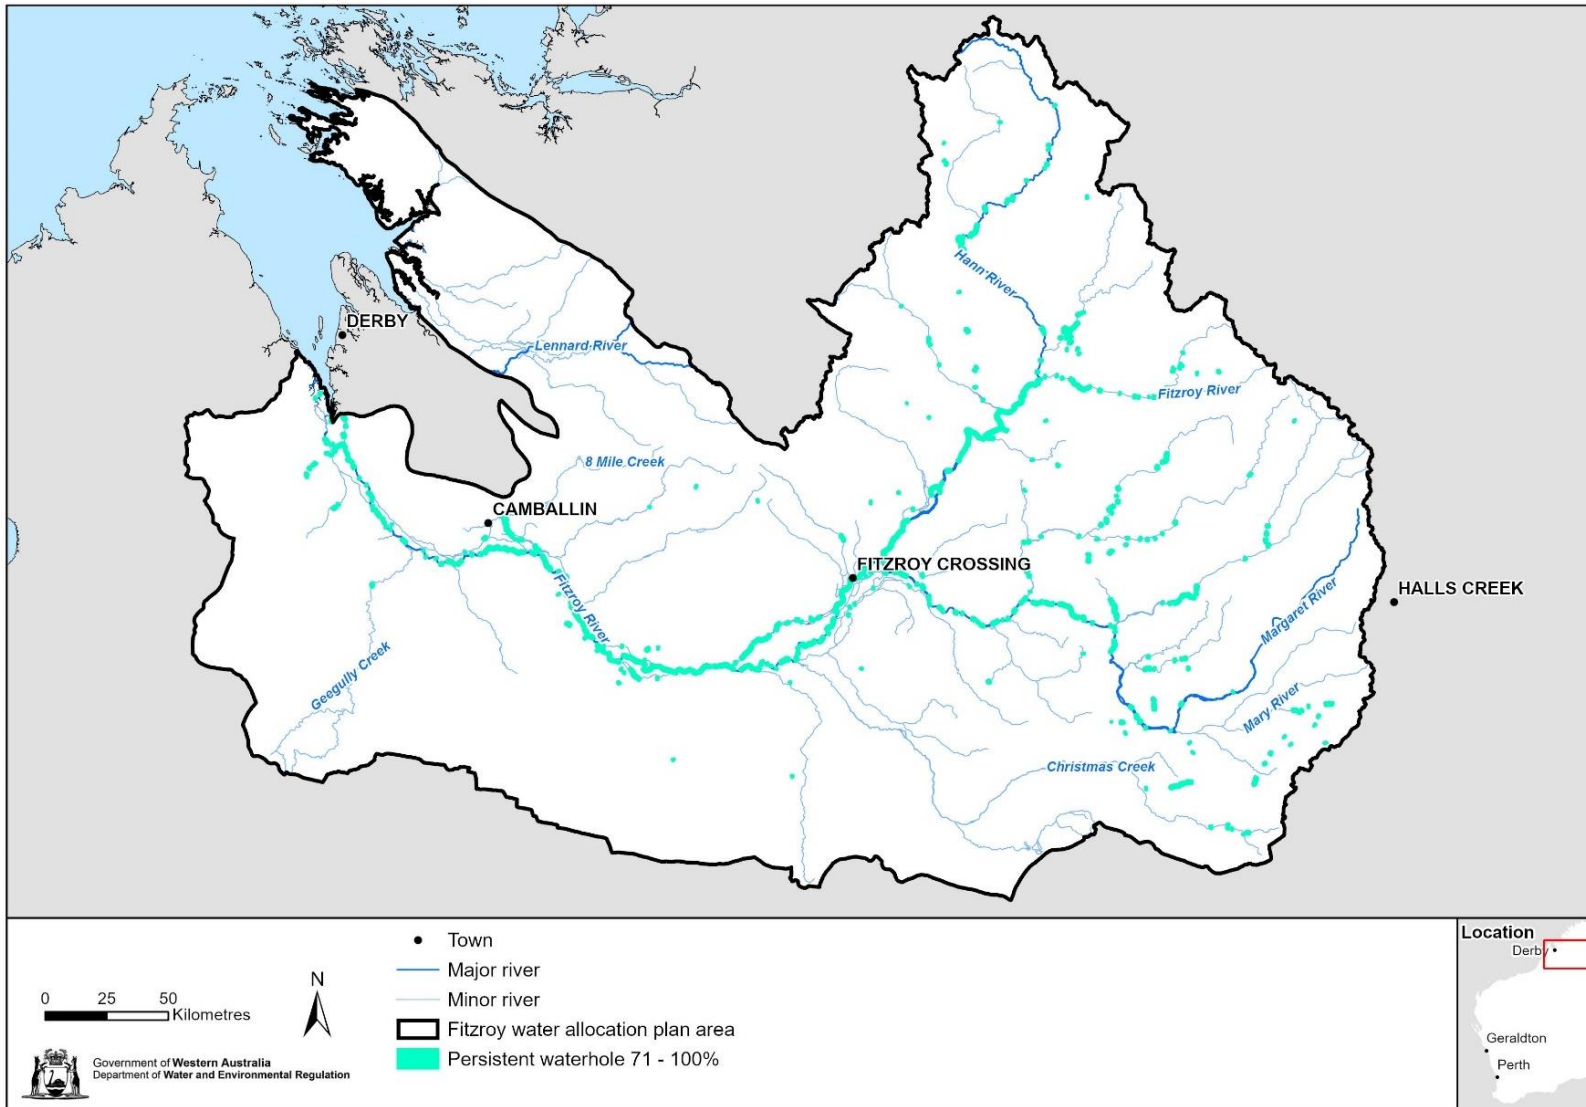 Hann River
DERBY
Lennard River
Fitzroy River
8 Mile Creek
CAMBALLIN
FITZROY CROSSING
HALLS CREEK
Fitzroy River
Margaret River
Geegully Creek
Mary River
Christmas Creek
Town
Major river
Minor river
Fitzroy water allocation plan area
Persistent waterhole 71 - 100%
N
0 25 50
Kilometres
Government of Western Australia
Department of Water and Environmental Regulation
Location
Derby
Geraldton
Perth